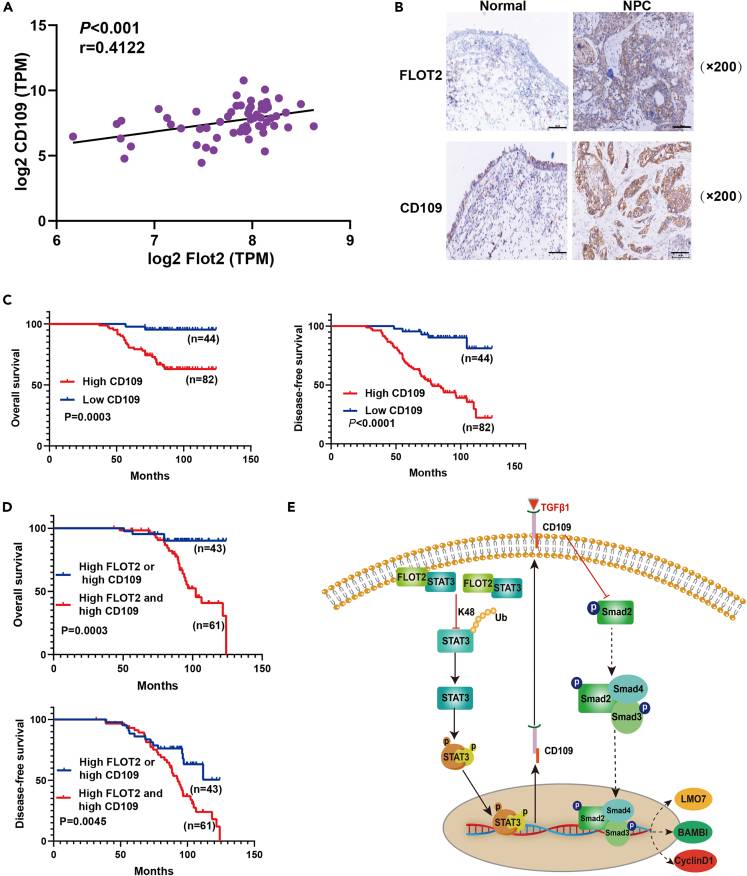 A
P<0.001
r=0.4122
15
10
5
0
log2 CD109 (TPM)
6
7
8
9
log2 Flot2 (TPM)
B
Normal
NPC
FLOT2
(×200)
CD109
(×200)
C
100
50
0
Overall survival
(n=44)
(n=82)
High CD109
Low CD109
P=0.0003
0
50
100
150
Months
100
50
0
Disease-free survival
(n=44)
High CD109
Low CD109
P<0.0001
(n=82)
0
50
100
150
Months
D
100
50
0
Overall survival
(n=43)
High FLOT2 or
high CD109
High FLOT2 and
high CD109
P=0.0003
(n=61)
0
50
100
150
Months
100
50
0
Disease-free survival
High FLOT2 or
high CD109
(n=43)
High FLOT2 and
high CD109
P=0.0045
(n=61)
0
50
100
150
Months
E
TGFβ1
CD109
FLOT2
STAT3
FLOT2
STAT3
K48
Ub
STAT3
P
Smad2
STAT3
P
Smad2
Smad4
Smad3
P
P
P
STAT3
CD109
P
P
STAT3
P
Smad2
Smad4
Smad3
P
LMO7
BAMBI
CyclinD1